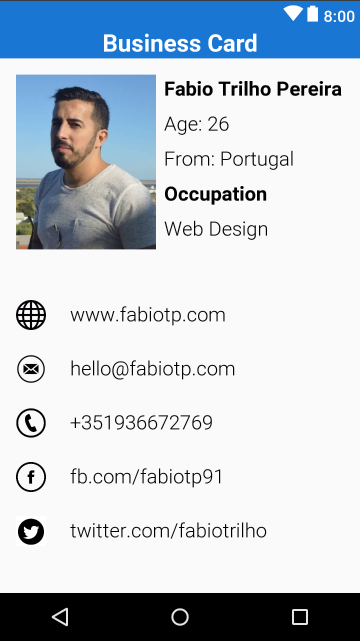 8:00
Business Card
Fabio Trilho Pereira
Age: 26
From: Portugal
Occupation
Web Design
www.fabiotp.com
hello@fabiotp.com
+351936672769
fb.com/fabiotp91
twitter.com/fabiotrilho